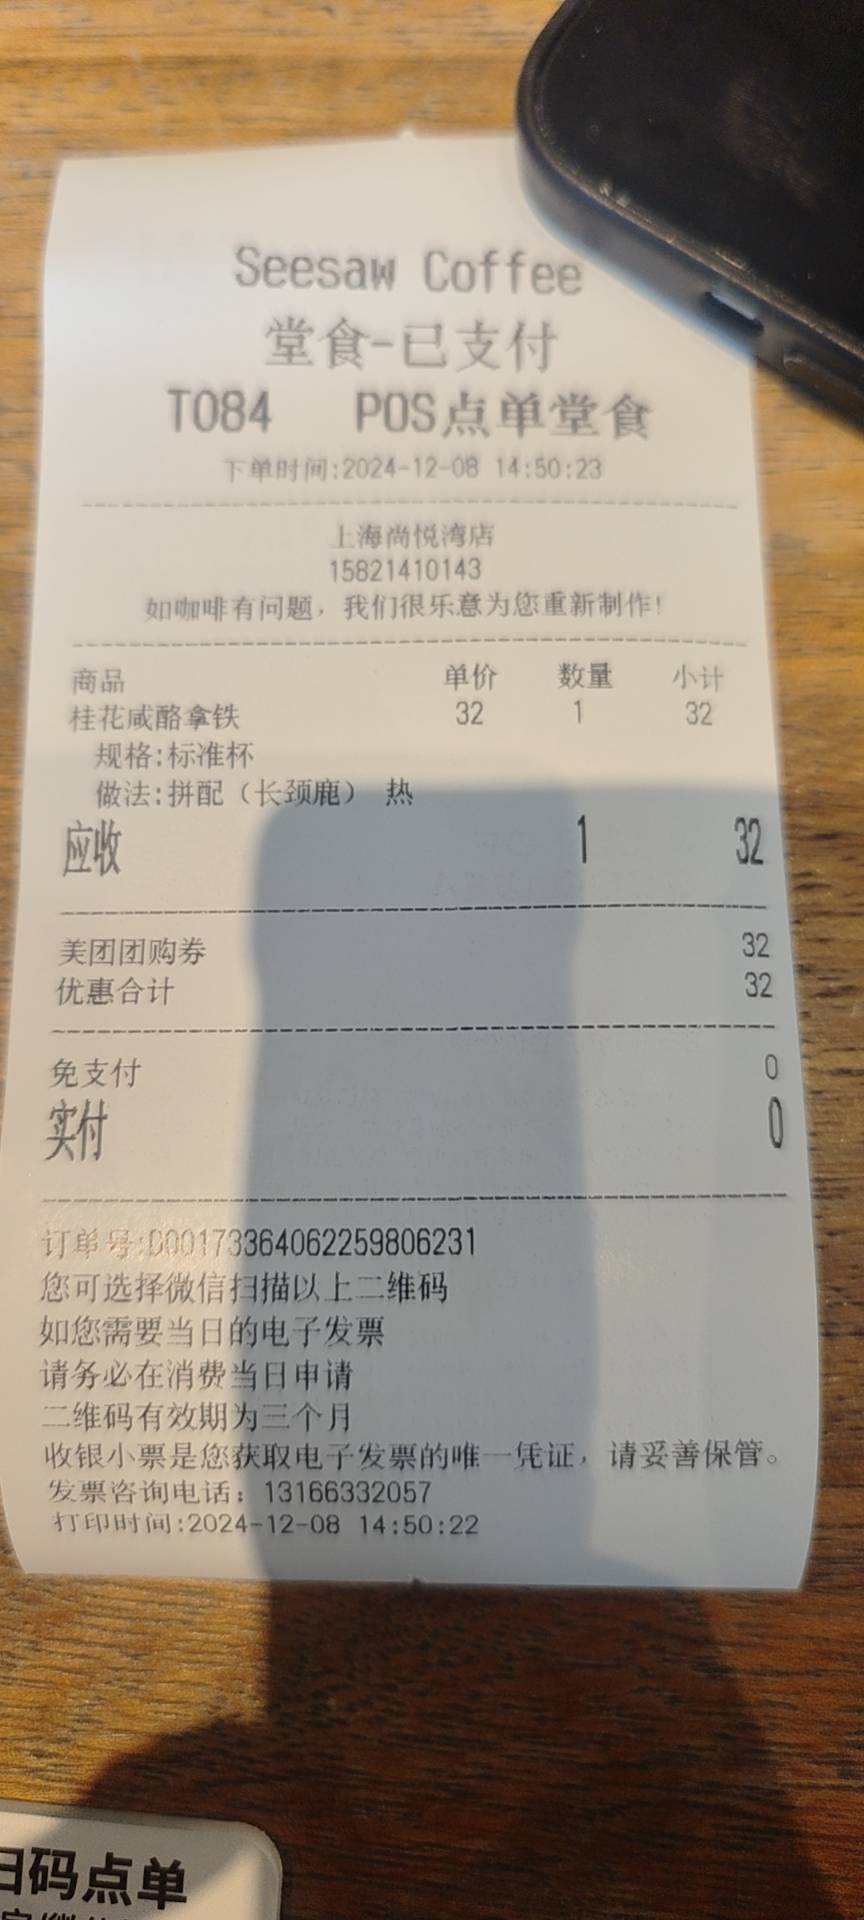 Seesaw Coffee
堂食-已支付
T084 POS点单堂食
下单时间:2024-12-08 14:50:23
上海尚悦湾店
15821410143
如咖啡有问题，我们很乐意为您重新制作!
商品 单价 数量 小计
桂花咸酪拿铁 32 1 32
规格:标准杯
做法:拼配（长颈鹿） 热
应收 1 32
美团团购券 32
优惠合计 32
免支付 0
实付 0
订单号:D00173364062259806231
您可选择微信扫描以上二维码
如您需要当日的电子发票
请务必在消费当日申请
二维码有效期为三个月
收银小票是您获取电子发票的唯一凭证，请妥善保管。
发票咨询电话：13166332057
打印时间:2024-12-08 14:50:22
扫码点单